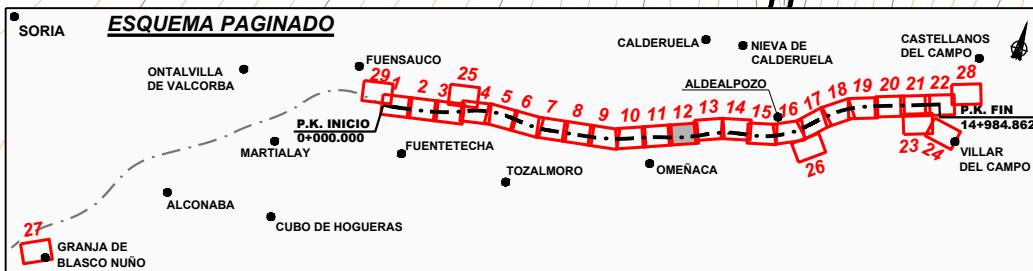 ESQUEMA PAGINADO
SORIA
ONTALVILLA
DE VALCORBA
FUENSAUCO
CALDERUELA
NIEVA DE
CALDERUELA
CASTELLANOS
DEL CAMPO
ALDEALPOZO
29
1
2
3
25
4
5
6
7
8
9
10
11
12
13
14
15
16
17
18
19
20
21
22
28
P.K. INICIO
0+000.000
P.K. FIN
14+984.862
23
24
26
MARTIALAY
FUENTETECHA
TOZALMORO
OMEÑACA
VILLAR
DEL CAMPO
ALCONABA
CUBO DE HOGUERAS
27
GRANJA DE
BLASCO NUÑO